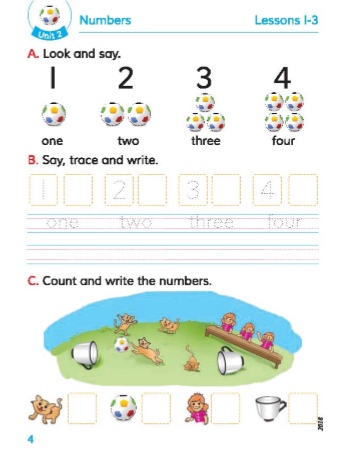 Unit 2
Numbers Lessons 1-3
A. Look and say.
1 2 3 4
one two three four
B. Say, trace and write.
1 2 3 4
one two three four
C. Count and write the numbers.
4